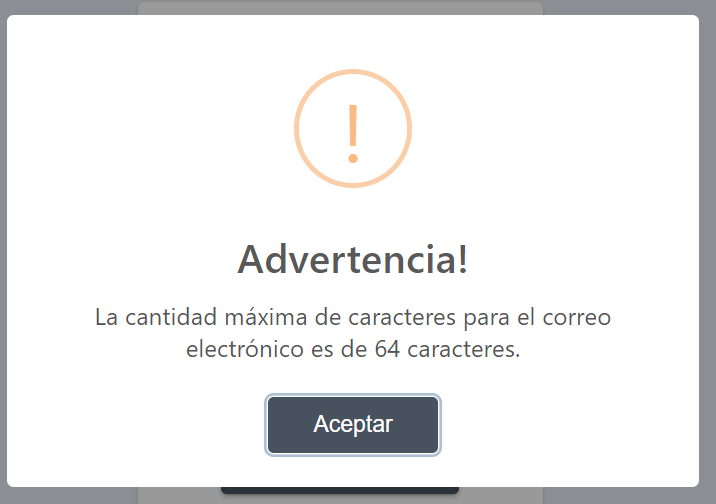 !
Advertencia!
La cantidad máxima de caracteres para el correo
electrónico es de 64 caracteres.
Aceptar